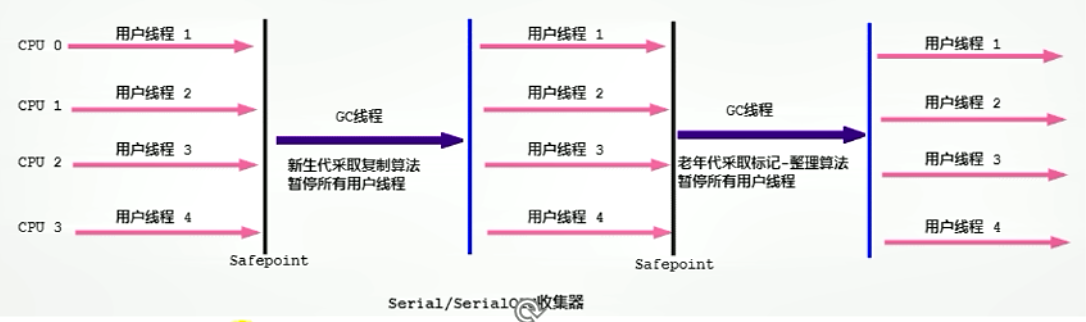 CPU 0
用户线程 1
用户线程 1
用户线程 1
CPU 1
用户线程 2
用户线程 2
用户线程 2
GC线程
GC线程
CPU 2
用户线程 3
新生代采取复制算法
暂停所有用户线程
用户线程 3
老年代采取标记-整理算法
暂停所有用户线程
用户线程 3
CPU 3
用户线程 4
用户线程 4
用户线程 4
Safepoint
Safepoint
收集器